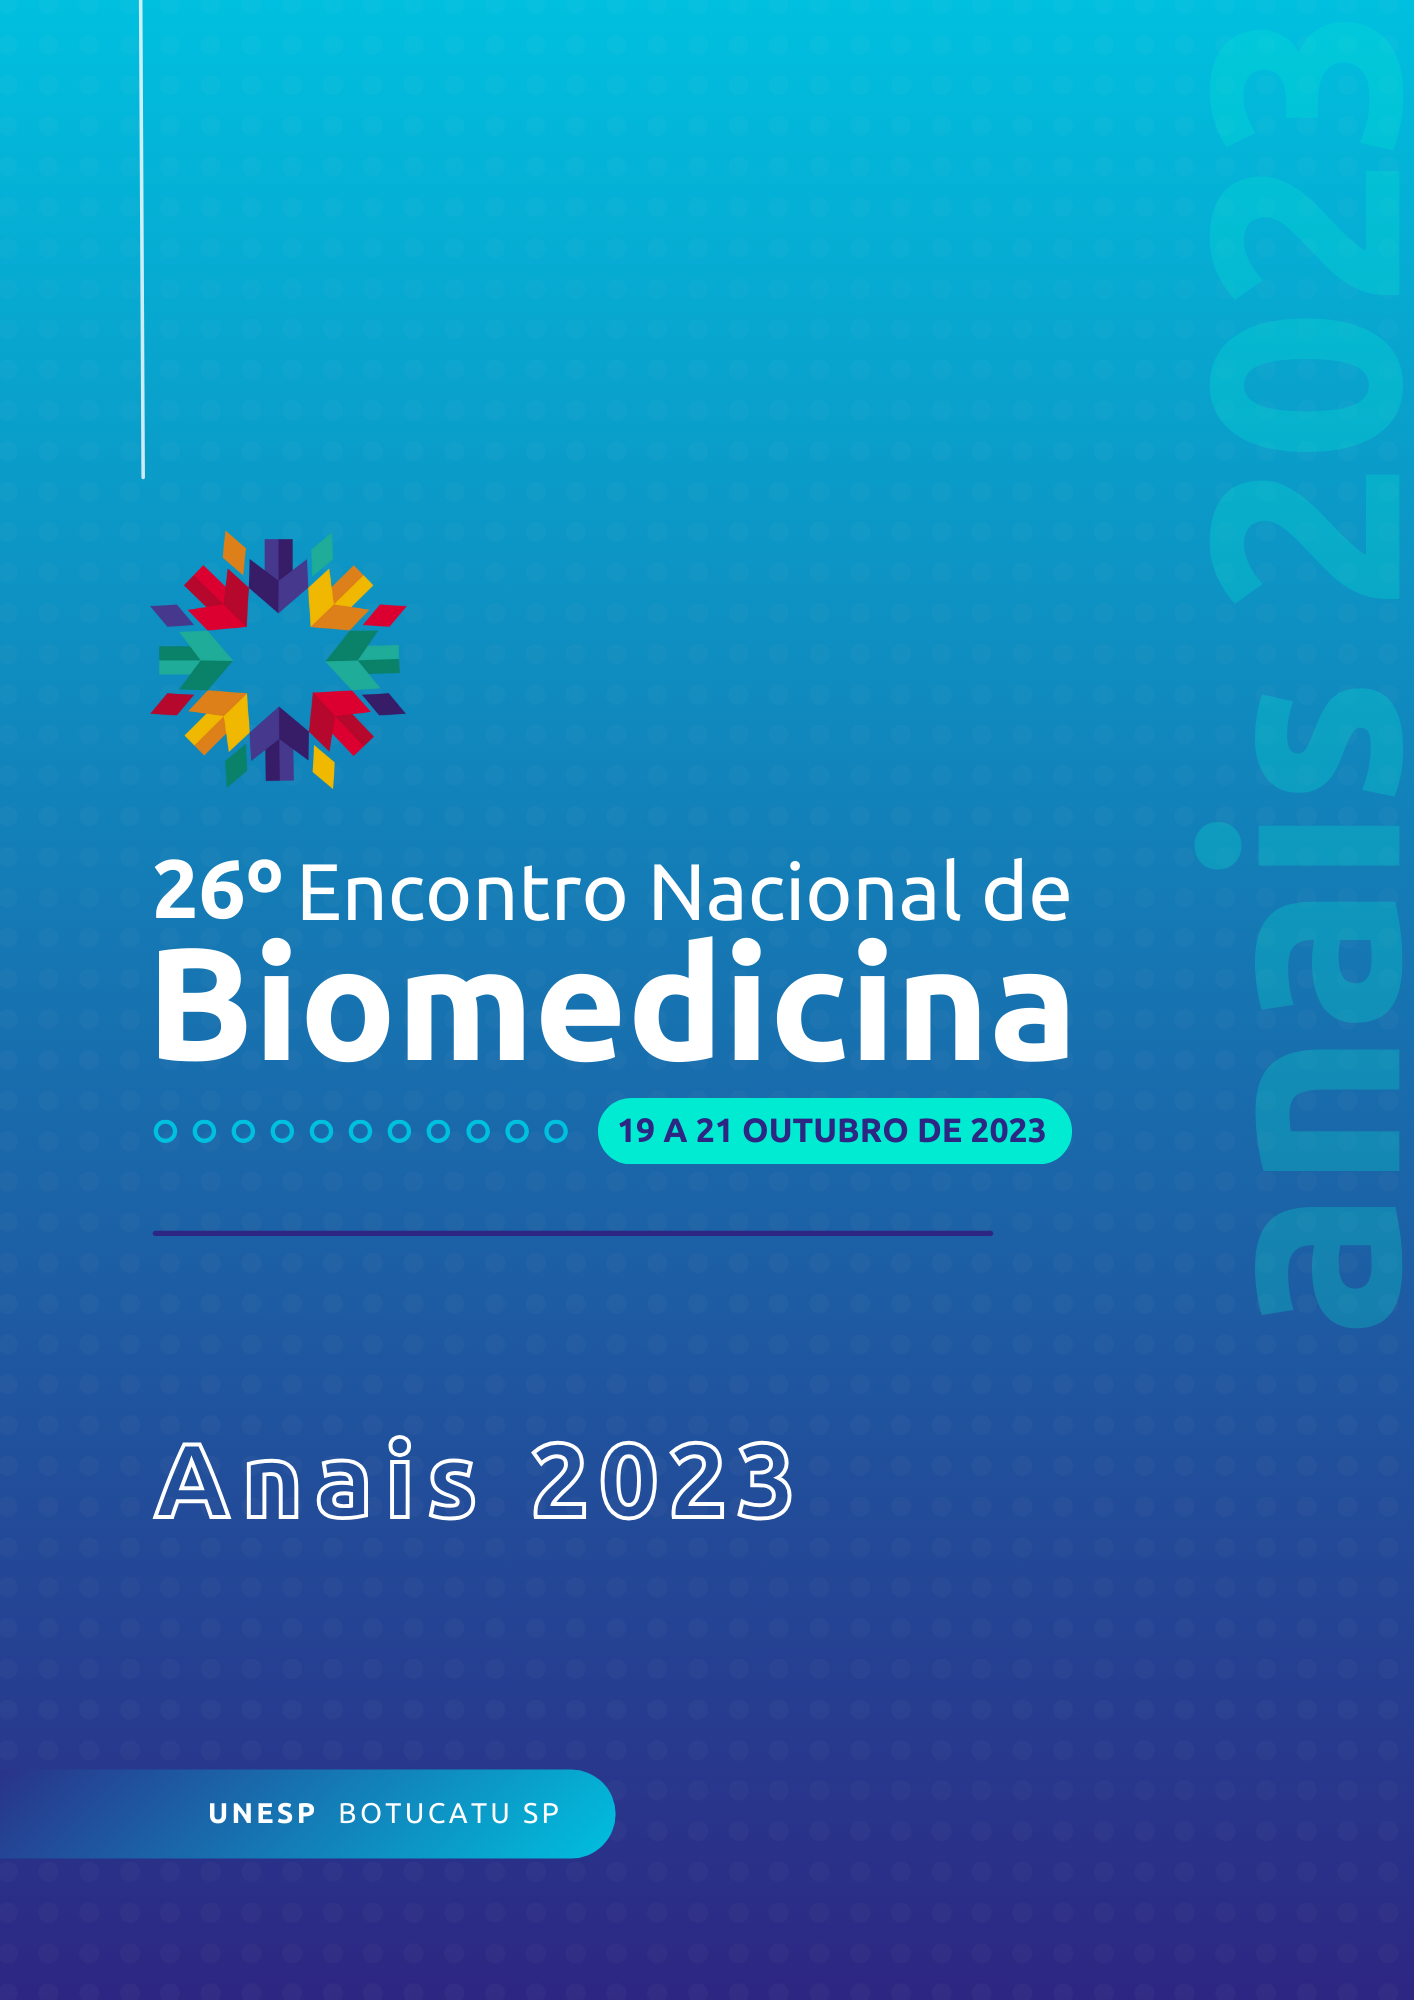 26º Encontro Nacional de
Biomedicina
19 A 21 OUTUBRO DE 2023
Anais 2023
UNESP BOTUCATU SP
anais 2023